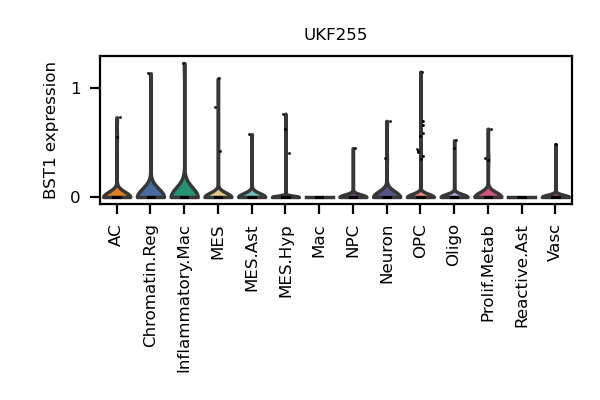 UKF255
BST1 expression
1
0
AC
Chromatin.Reg
Inflammatory.Mac
MES
MES.Ast
MES.Hyp
Mac
NPC
Neuron
OPC
Oligo
Prolif.Metab
Reactive.Ast
Vasc